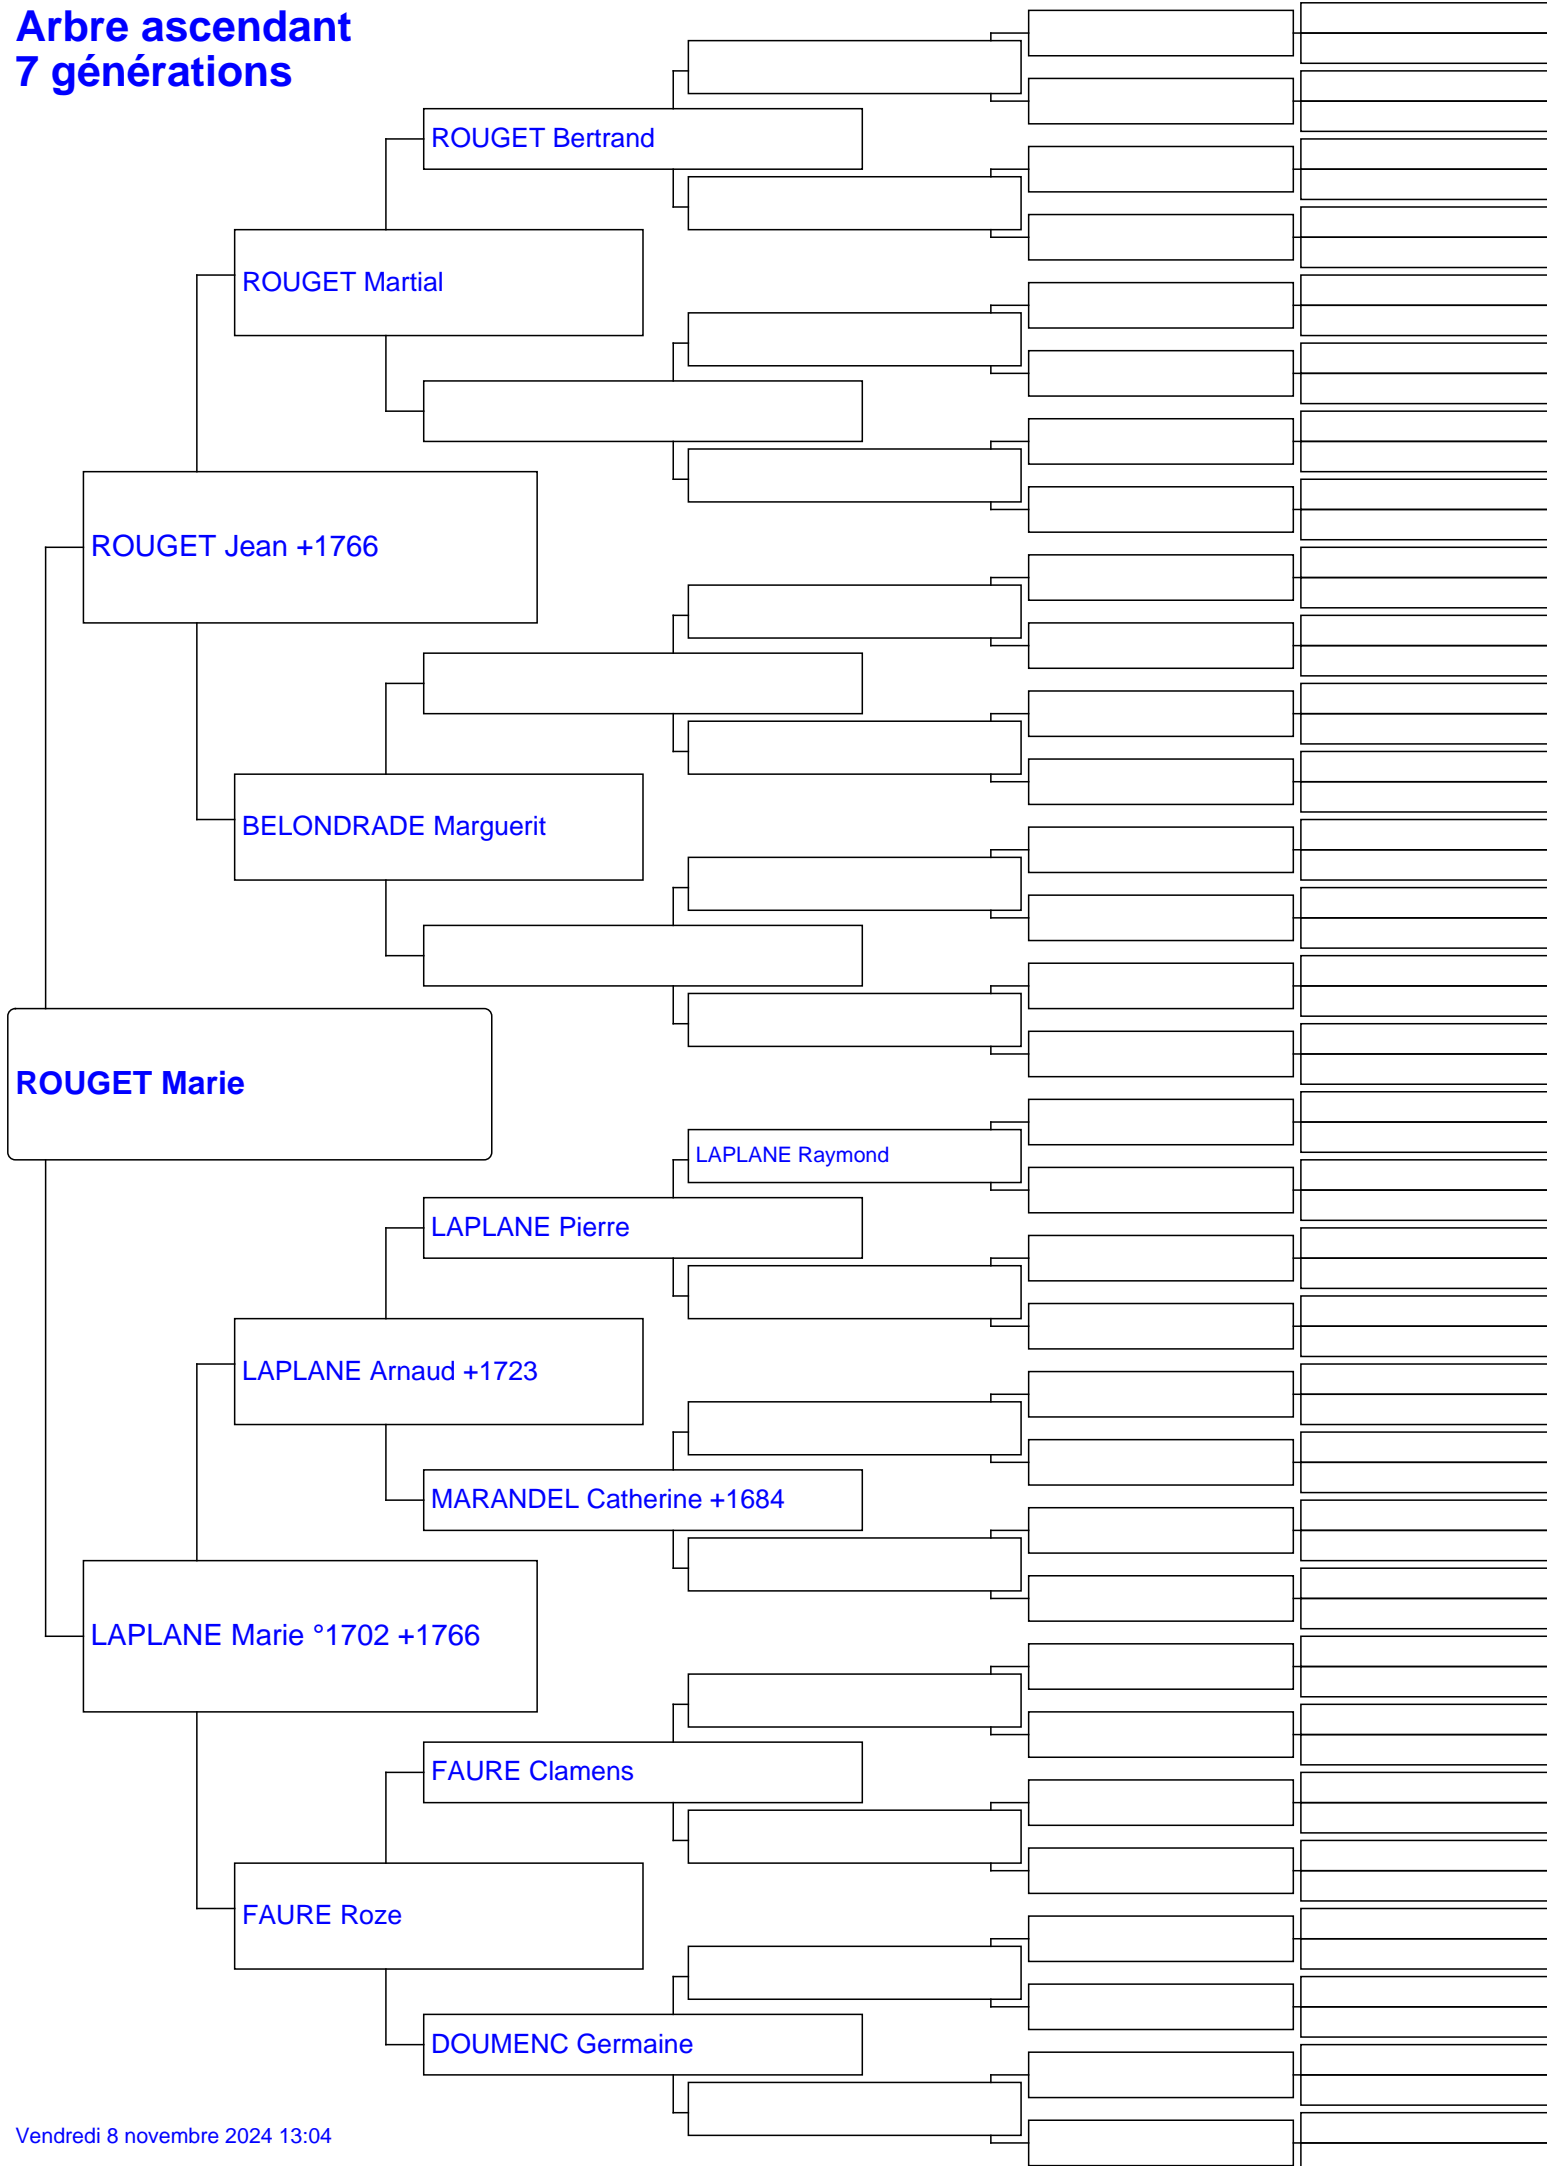 Arbre ascendant
7 générations
ROUGET Bertrand
ROUGET Martial
ROUGET Jean +1766
BELONDRADE Marguerit
ROUGET Marie
LAPLANE Raymond
LAPLANE Pierre
LAPLANE Arnaud +1723
MARANDEL Catherine +1684
LAPLANE Marie °1702 +1766
FAURE Clamens
FAURE Roze
DOUMENC Germaine
Vendredi 8 novembre 2024 13:04